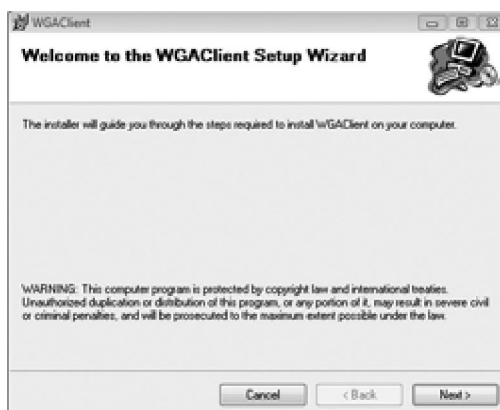 WGAClient
Welcome to the WGAClient Setup Wizard
The installer will guide you through the steps required to install WGAClient on your computer.
WARNING: This computer program is protected by copyright law and international treaties.
Unauthorized duplication or distribution of this program, or any portion of it, may result in severe civil
or criminal penalties, and will be prosecuted to the maximum extent possible under the law.
Cancel
< Back
Next >